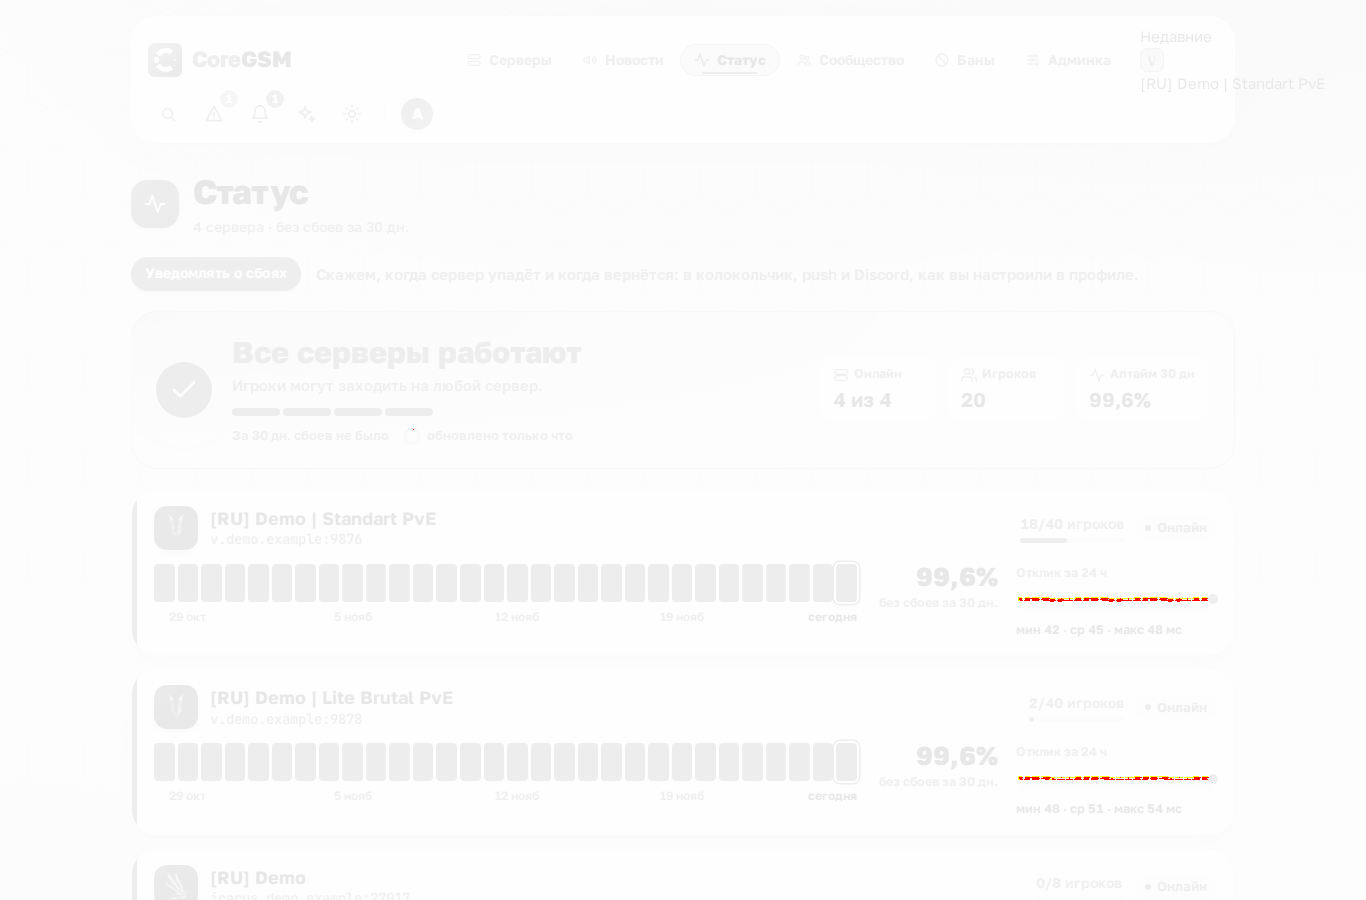 CoreGSM
Серверы
Новости
Статус
Сообщество
Баны
Админка
Недавние
[RU] Demo | Standart PvE
1
1
A
Статус
4 сервера · без сбоев за 30 дн.
Уведомлять о сбоях
Скажем, когда сервер упадёт и когда вернётся: в колокольчик, push и Discord, как вы настроили в профиле.
Все серверы работают
Игроки могут заходить на любой сервер.
За 30 дн. сбоев не было
обновлено только что
Онлайн
4 из 4
Игроков
20
Аптайм 30 дн
99,6%
[RU] Demo | Standart PvE
v.demo.example:9876
18/40 игроков
Онлайн
29 окт
5 нояб
12 нояб
19 нояб
сегодня
99,6%
без сбоев за 30 дн.
Отклик за 24 ч
мин 42 · ср 45 · макс 48 мс
[RU] Demo | Lite Brutal PvE
v.demo.example:9878
2/40 игроков
Онлайн
29 окт
5 нояб
12 нояб
19 нояб
сегодня
99,6%
без сбоев за 30 дн.
Отклик за 24 ч
мин 48 · ср 51 · макс 54 мс
[RU] Demo
icarus.demo.example:27017
0/8 игроков
Онлайн